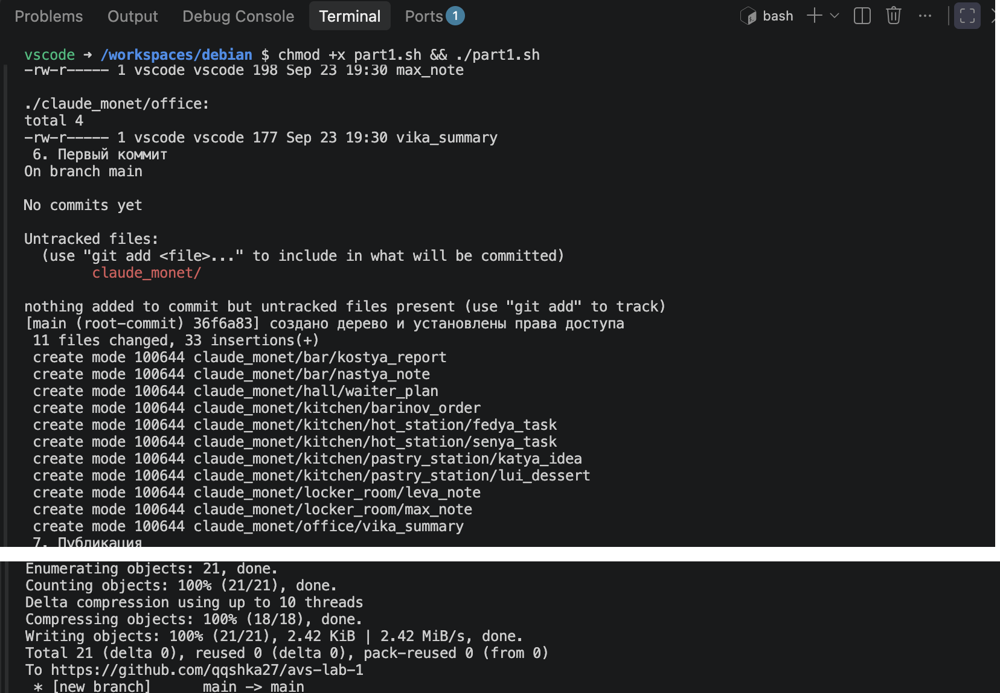 Problems Output Debug Console Terminal Ports 1 bash
vscode → /workspaces/debian $ chmod +x part1.sh && ./part1.sh
-rw-r----- 1 vscode vscode 198 Sep 23 19:30 max_note
./claude_monet/office:
total 4
-rw-r----- 1 vscode vscode 177 Sep 23 19:30 vika_summary
6. Первый коммит
On branch main
No commits yet
Untracked files:
(use "git add <file>..." to include in what will be committed)
claude_monet/
nothing added to commit but untracked files present (use "git add" to track)
[main (root-commit) 36f6a83] создано дерево и установлены права доступа
11 files changed, 33 insertions(+)
create mode 100644 claude_monet/bar/kostya_report
create mode 100644 claude_monet/bar/nastya_note
create mode 100644 claude_monet/hall/waiter_plan
create mode 100644 claude_monet/kitchen/barinov_order
create mode 100644 claude_monet/kitchen/hot_station/fedya_task
create mode 100644 claude_monet/kitchen/hot_station/senya_task
create mode 100644 claude_monet/kitchen/pastry_station/katya_idea
create mode 100644 claude_monet/kitchen/pastry_station/lui_dessert
create mode 100644 claude_monet/locker_room/leva_note
create mode 100644 claude_monet/locker_room/max_note
create mode 100644 claude_monet/office/vika_summary
7. Публикация
Enumerating objects: 21, done.
Counting objects: 100% (21/21), done.
Delta compression using up to 10 threads
Compressing objects: 100% (18/18), done.
Writing objects: 100% (21/21), 2.42 KiB | 2.42 MiB/s, done.
Total 21 (delta 0), reused 0 (delta 0), pack-reused 0 (from 0)
To https://github.com/qqshka27/avs-lab-1
* [new branch] main -> main